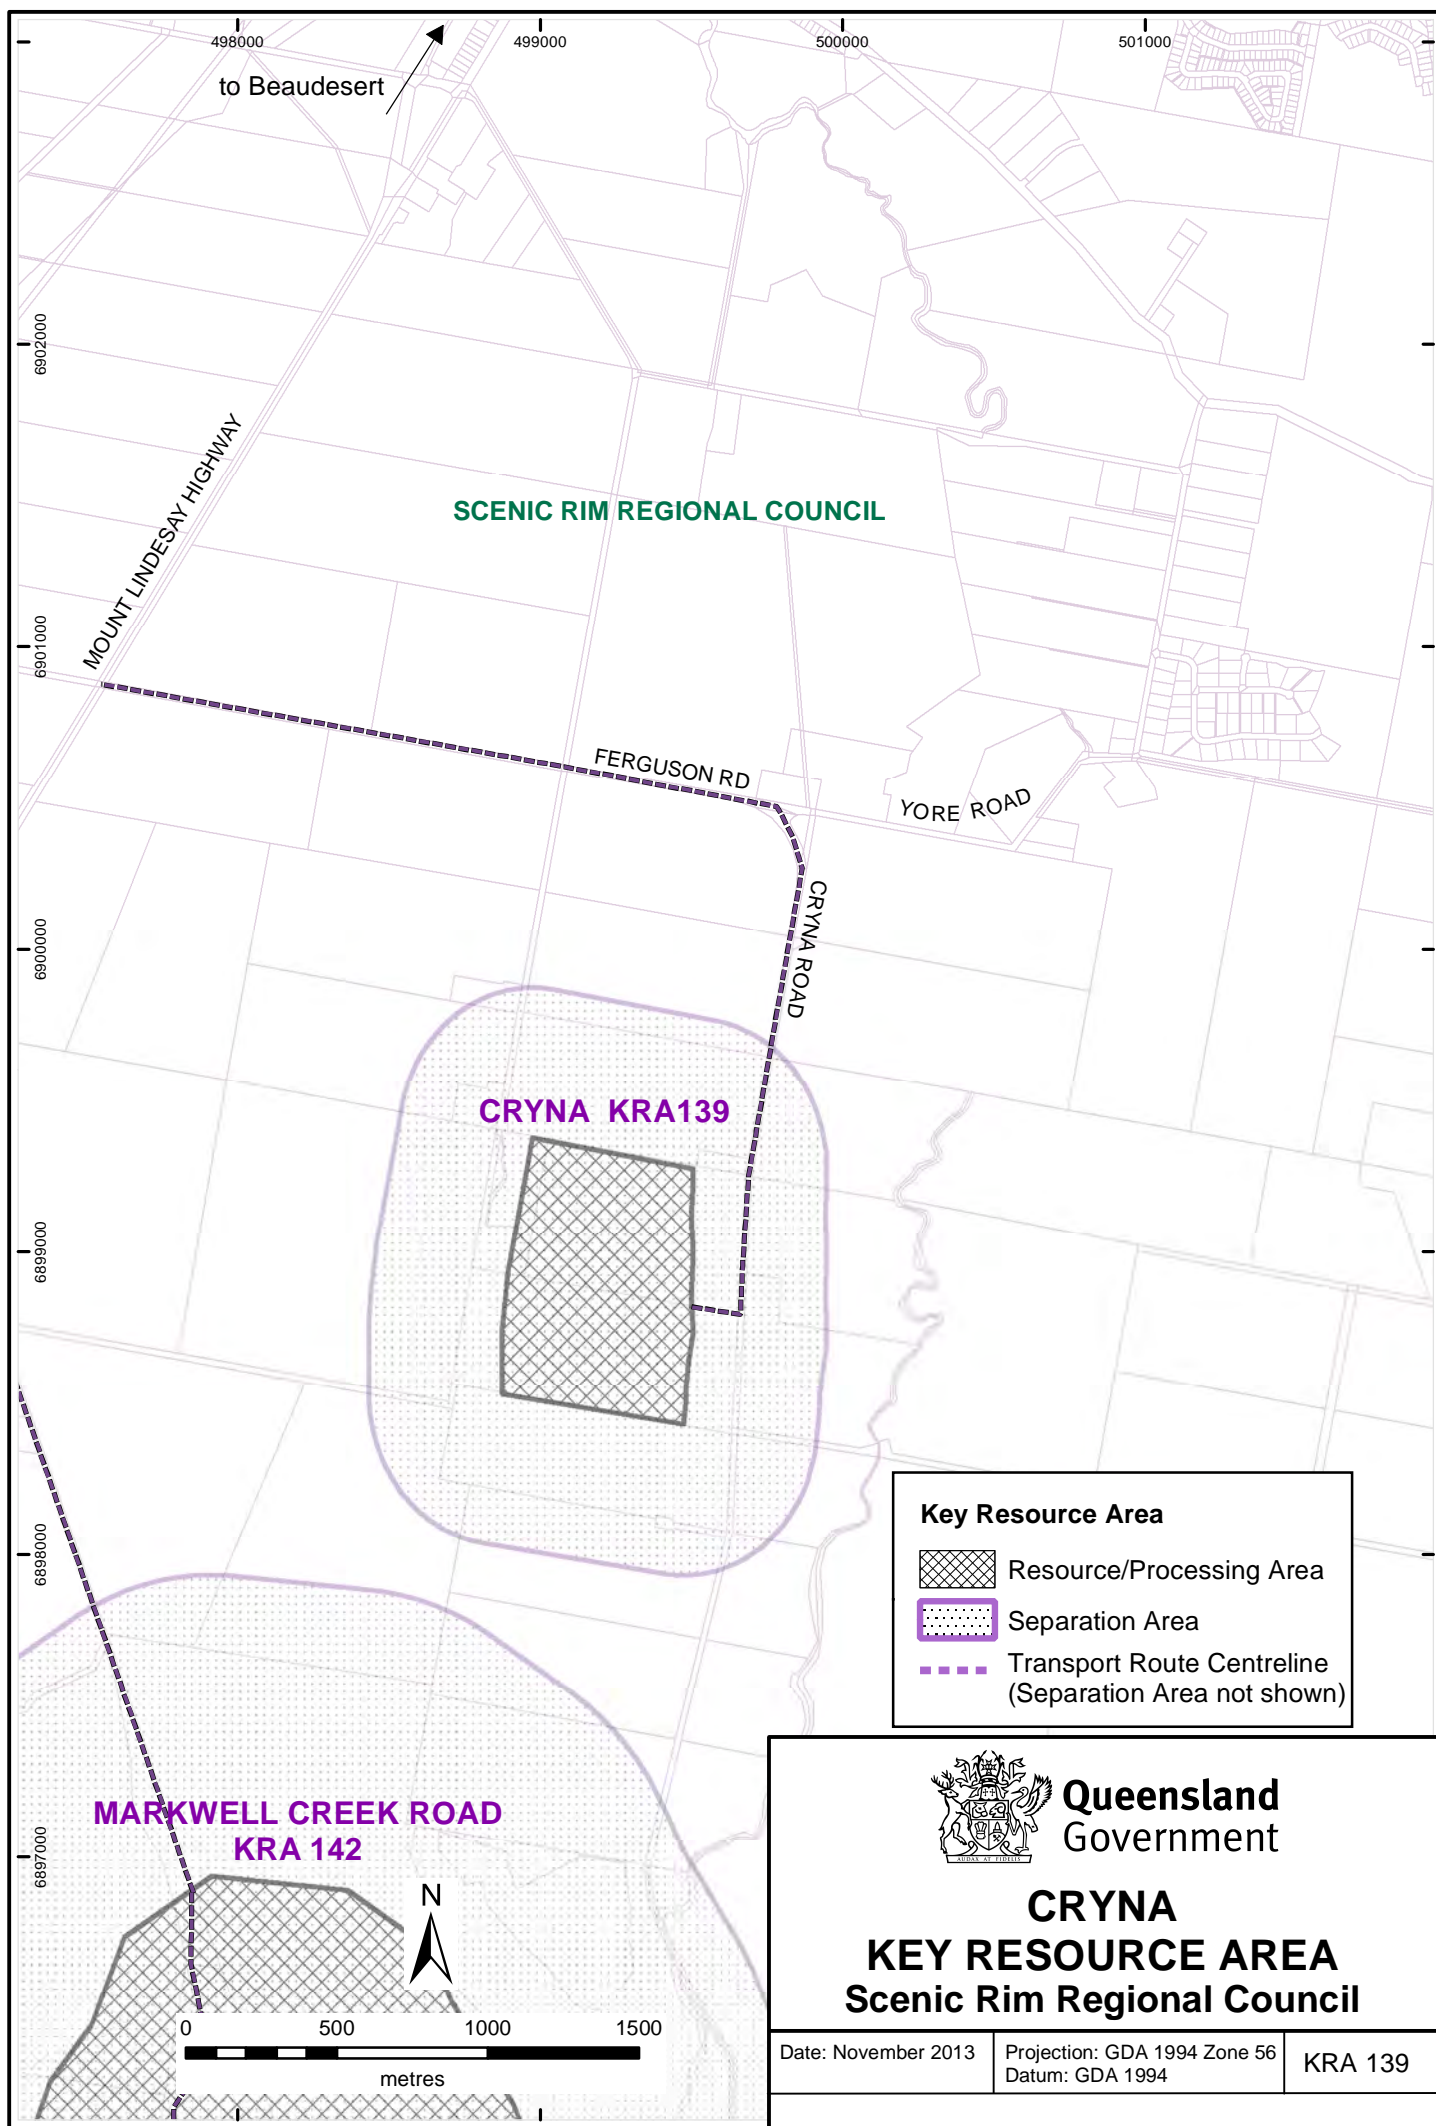 498000
499000
500000
501000
to Beaudesert
6902000
MOUNT LINDESAY HIGHWAY
SCENIC RIM REGIONAL COUNCIL
6901000
FERGUSON RD
YORE ROAD
CRYNA ROAD
6900000
CRYNA KRA139
6899000
Key Resource Area
Resource/Processing Area
Separation Area
Transport Route Centreline
(Separation Area not shown)
6898000
MARKWELL CREEK ROAD
KRA 142
6897000
N
0 500 1000 1500
metres
AUDAX AT FIDELIS
Queensland
Government
CRYNA
KEY RESOURCE AREA
Scenic Rim Regional Council
Date: November 2013
Projection: GDA 1994 Zone 56
Datum: GDA 1994
KRA 139